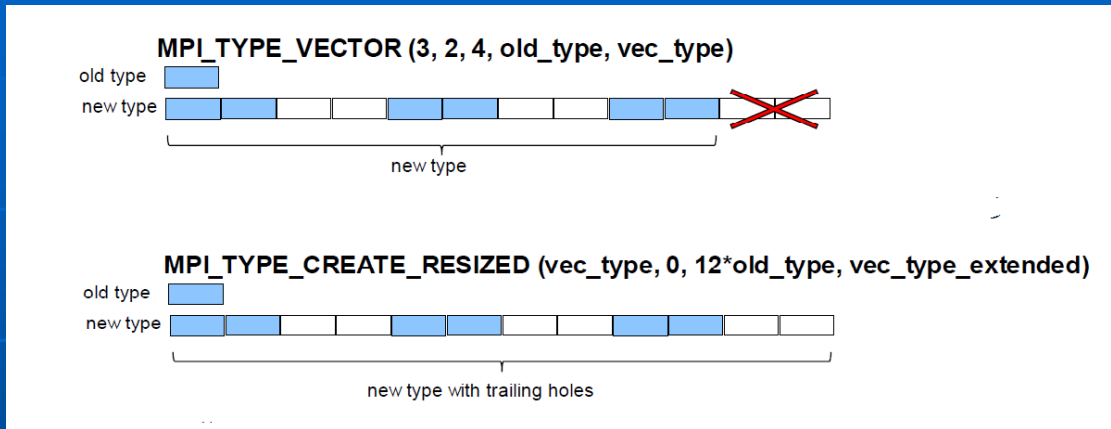 MPI_TYPE_VECTOR (3, 2, 4, old_type, vec_type)
old type
new type
new type
MPI_TYPE_CREATE_RESIZED (vec_type, 0, 12*old_type, vec_type_extended)
old type
new type
new type with trailing holes